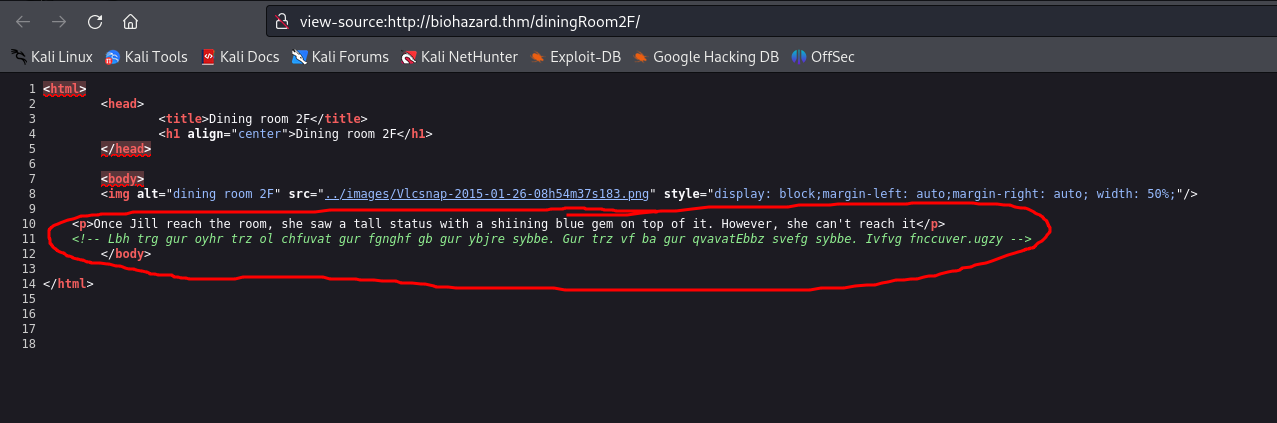 view-source:http://biohazard.thm/diningRoom2F/
Kali Linux Kali Tools Kali Docs Kali Forums Kali NetHunter Exploit-DB Google Hacking DB OffSec
1 <html>
2 <head>
3 <title>Dining room 2F</title>
4 <h1 align="center">Dining room 2F</h1>
5 </head>
6
7 <body>
8 <img alt="dining room 2F" src="../images/Vlcsnap-2015-01-26-08h54m37s183.png" style="display: block;margin-left: auto;margin-right: auto; width: 50%;"/>
9
10 <p>Once Jill reach the room, she saw a tall status with a shiining blue gem on top of it. However, she can't reach it</p>
11 <!-- Lbh trg gur oyhr trz ol chfuvat gur fgnghf gb gur ybjre sybbe. Gur trz vf ba gur qvavatEbbz svefg sybbe. Ivfvg fnccuver.ugzy -->
12 </body>
13
14 </html>
15
16
17
18